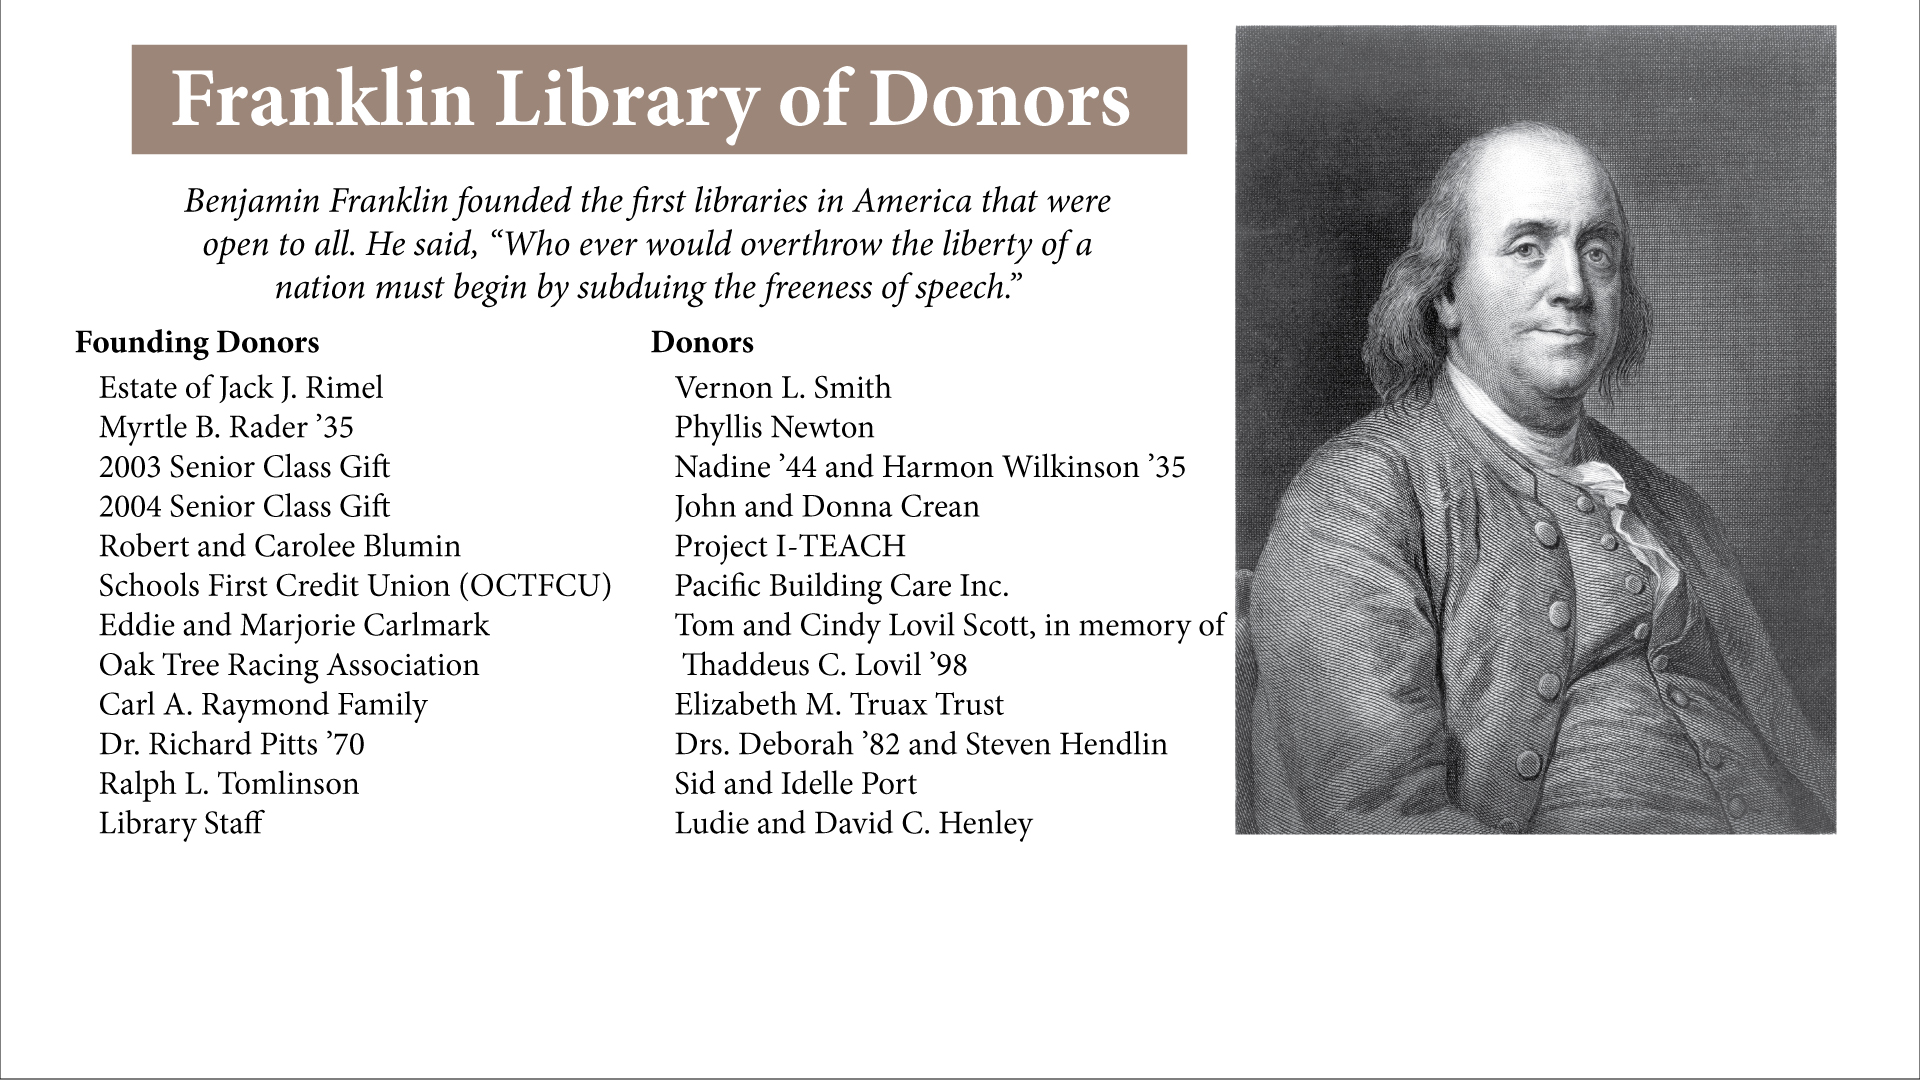 Franklin Library of Donors
Benjamin Franklin founded the first libraries in America that were
open to all. He said, “Who ever would overthrow the liberty of a
nation must begin by subduing the freeness of speech.”
Founding Donors
Estate of Jack J. Rimel
Myrtle B. Rader ’35
2003 Senior Class Gift
2004 Senior Class Gift
Robert and Carolee Blumin
Schools First Credit Union (OCTFCU)
Eddie and Marjorie Carlmark
Oak Tree Racing Association
Carl A. Raymond Family
Dr. Richard Pitts ’70
Ralph L. Tomlinson
Library Staff
Donors
Vernon L. Smith
Phyllis Newton
Nadine ’44 and Harmon Wilkinson ’35
John and Donna Crean
Project I-TEACH
Pacific Building Care Inc.
Tom and Cindy Lovil Scott, in memory of
Thaddeus C. Lovil ’98
Elizabeth M. Truax Trust
Drs. Deborah ’82 and Steven Hendlin
Sid and Idelle Port
Ludie and David C. Henley